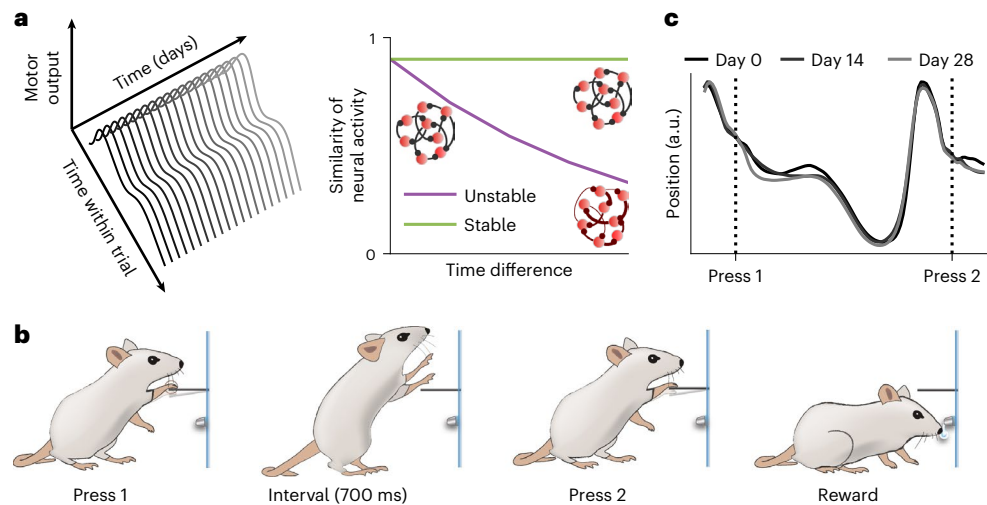 a
Motor
output
Time (days)
Time within trial
1
Similarity of
neural activity
Unstable
Stable
0
Time difference
c
Day 0
Day 14
Day 28
Position (a.u.)
Press 1
Press 2
b
Press 1
Interval (700 ms)
Press 2
Reward